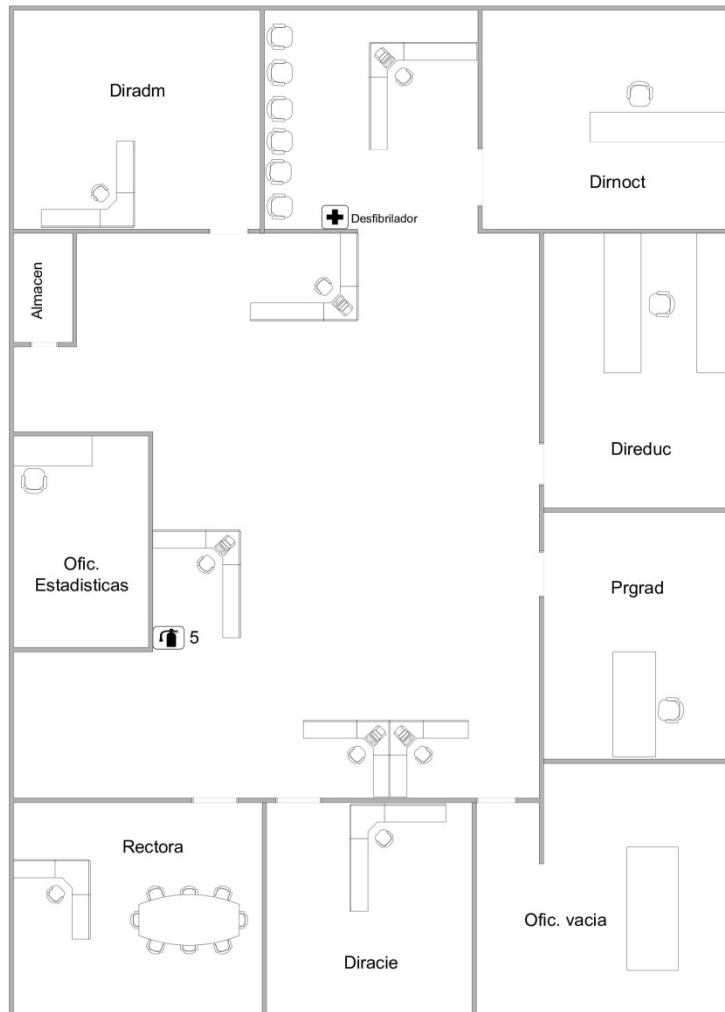 Diradm
Dirnoct
Desfibrilador
Almacen
Direduc
Ofic.
Estadisticas
Prgrad
5
Rectora
Ofic. vacia
Diracie